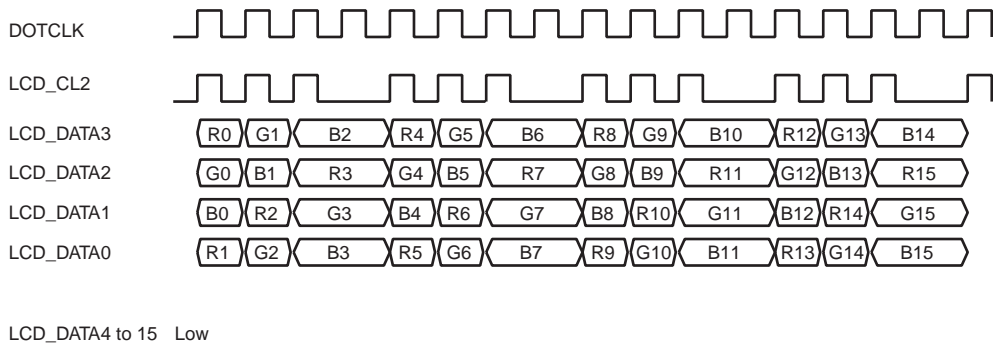 DOTCLK
LCD_CL2
LCD_DATA3 R0 G1 B2 R4 G5 B6 R8 G9 B10 R12 G13 B14
LCD_DATA2 G0 B1 R3 G4 B5 R7 G8 B9 R11 G12 B13 R15
LCD_DATA1 B0 R2 G3 B4 R6 G7 B8 R10 G11 B12 R14 G15
LCD_DATA0 R1 G2 B3 R5 G6 B7 R9 G10 B11 R13 G14 B15
LCD_DATA4 to 15 Low